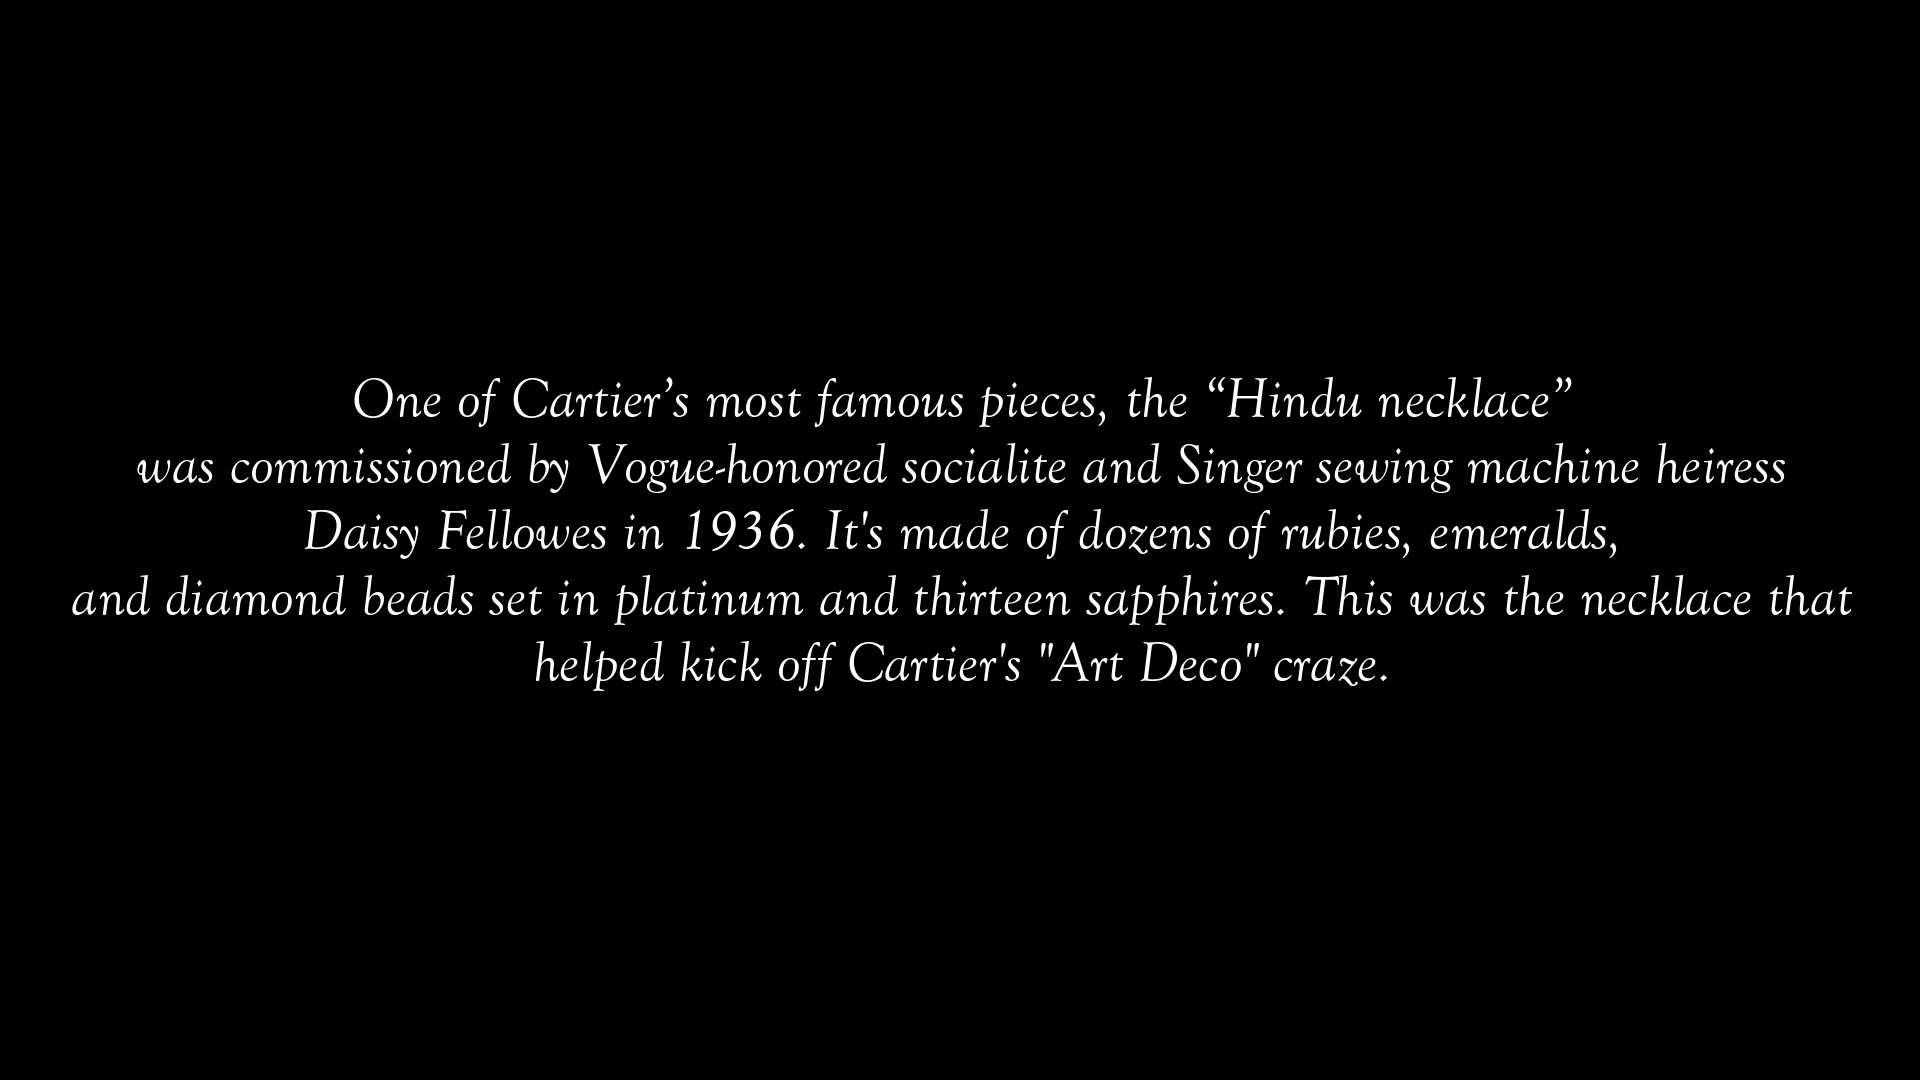 One of Cartier’s most famous pieces, the “Hindu necklace”
was commissioned by Vogue-honored socialite and Singer sewing machine heiress
Daisy Fellowes in 1936. It's made of dozens of rubies, emeralds,
and diamond beads set in platinum and thirteen sapphires. This was the necklace that
helped kick off Cartier's "Art Deco" craze.